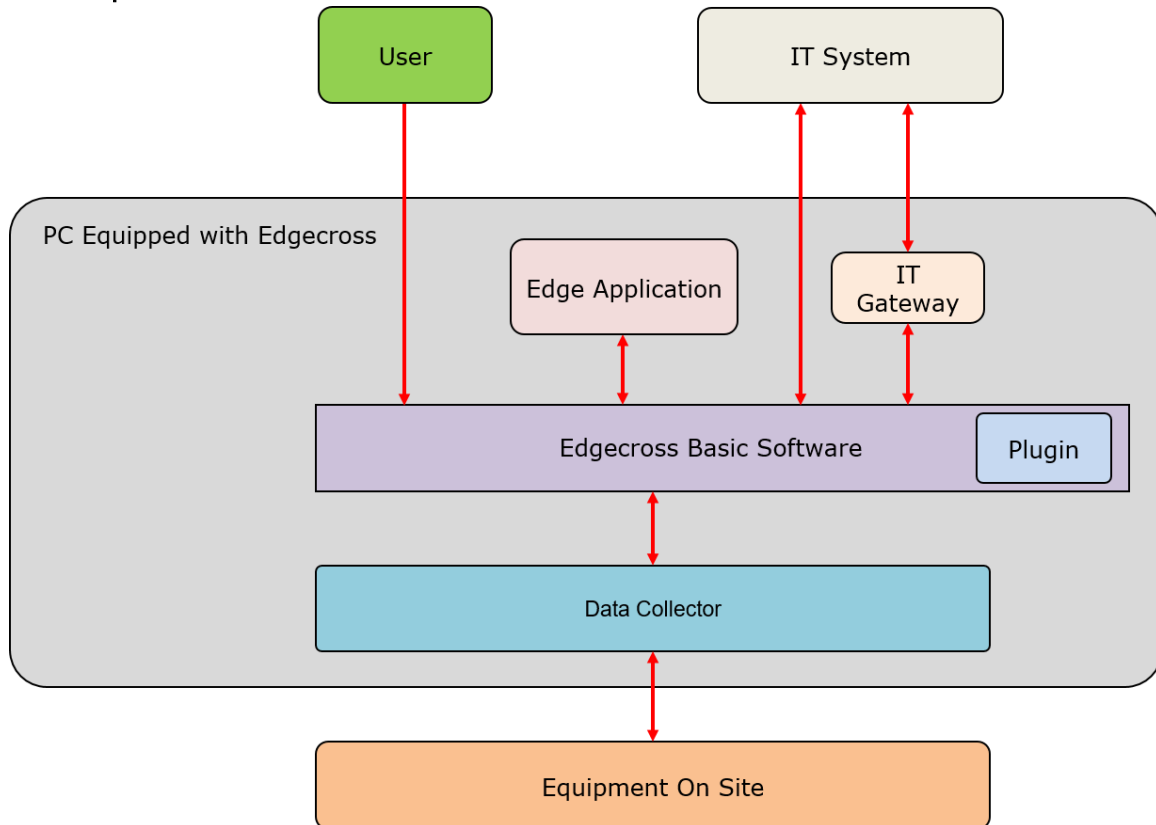 User
IT System
PC Equipped with Edgecross
Edge Application
IT
Gateway
Edgecross Basic Software
Plugin
Data Collector
Equipment On Site